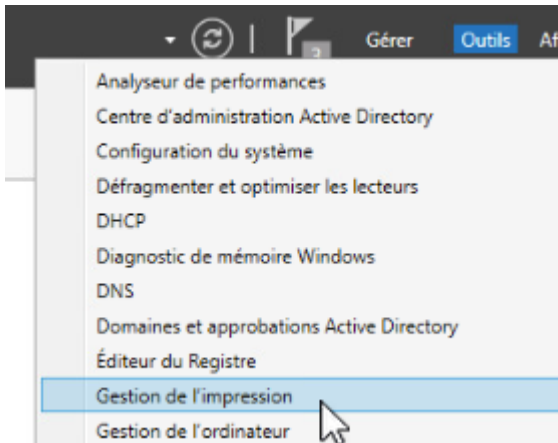 3 Gérer Outils Af
Analyseur de performances
Centre d'administration Active Directory
Configuration du système
Défragmenter et optimiser les lecteurs
DHCP
Diagnostic de mémoire Windows
DNS
Domaines et approbations Active Directory
Éditeur du Registre
Gestion de l'impression
Gestion de l'ordinateur